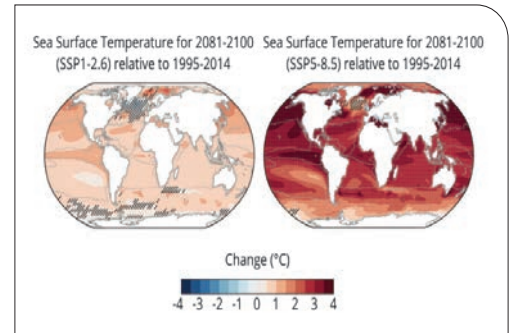 Sea Surface Temperature for 2081-2100
(SSP1-2.6) relative to 1995-2014
Sea Surface Temperature for 2081-2100
(SSP5-8.5) relative to 1995-2014
Change (°C)
-4 -3 -2 -1 0 1 2 3 4